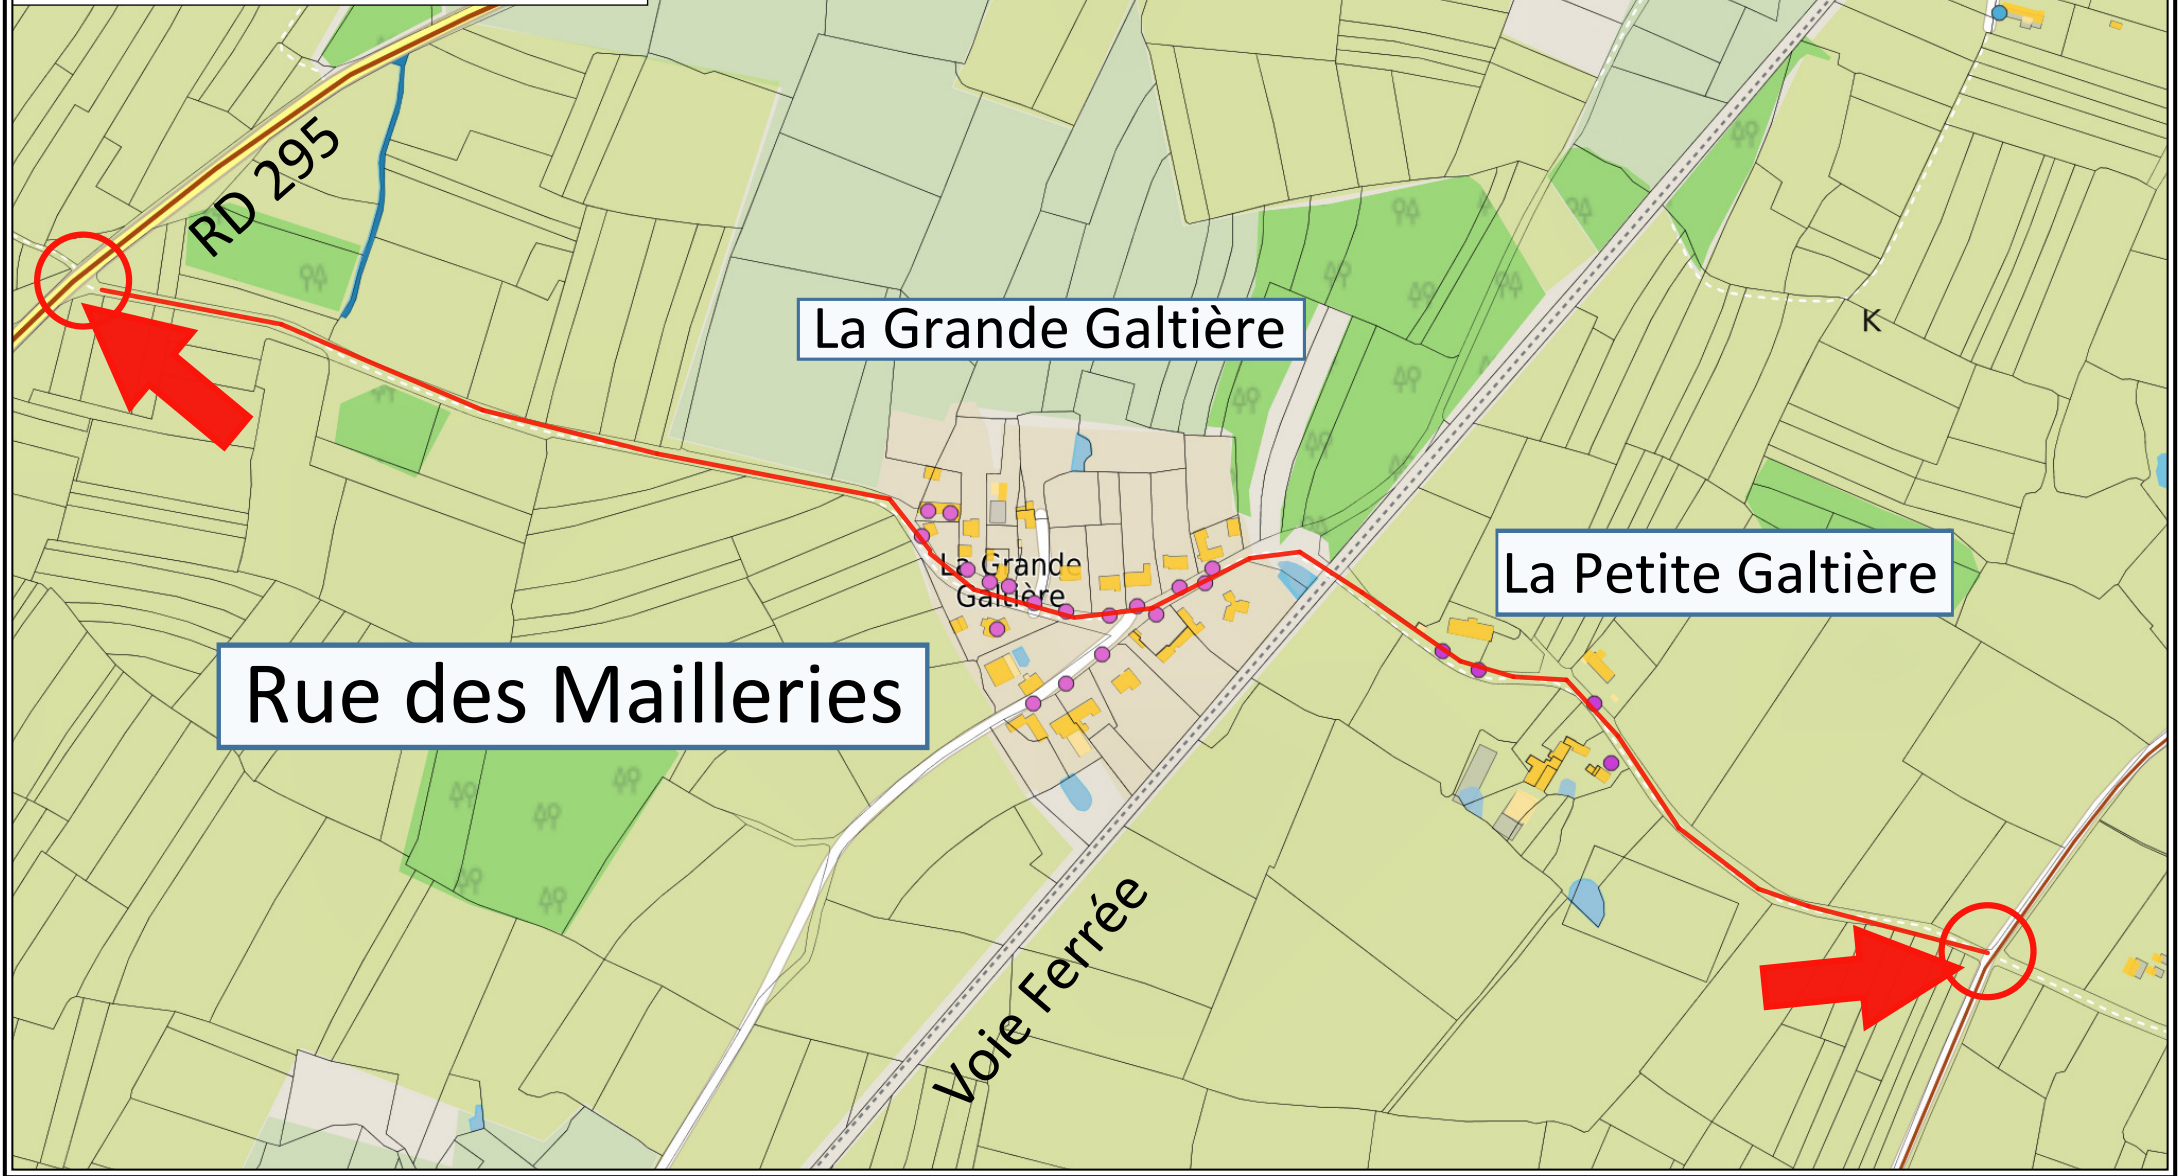 RD 295
La Grande Galtière
K
La Petite Galtière
La Grande
Galtière
Rue des Mailleries
Voie Ferrée